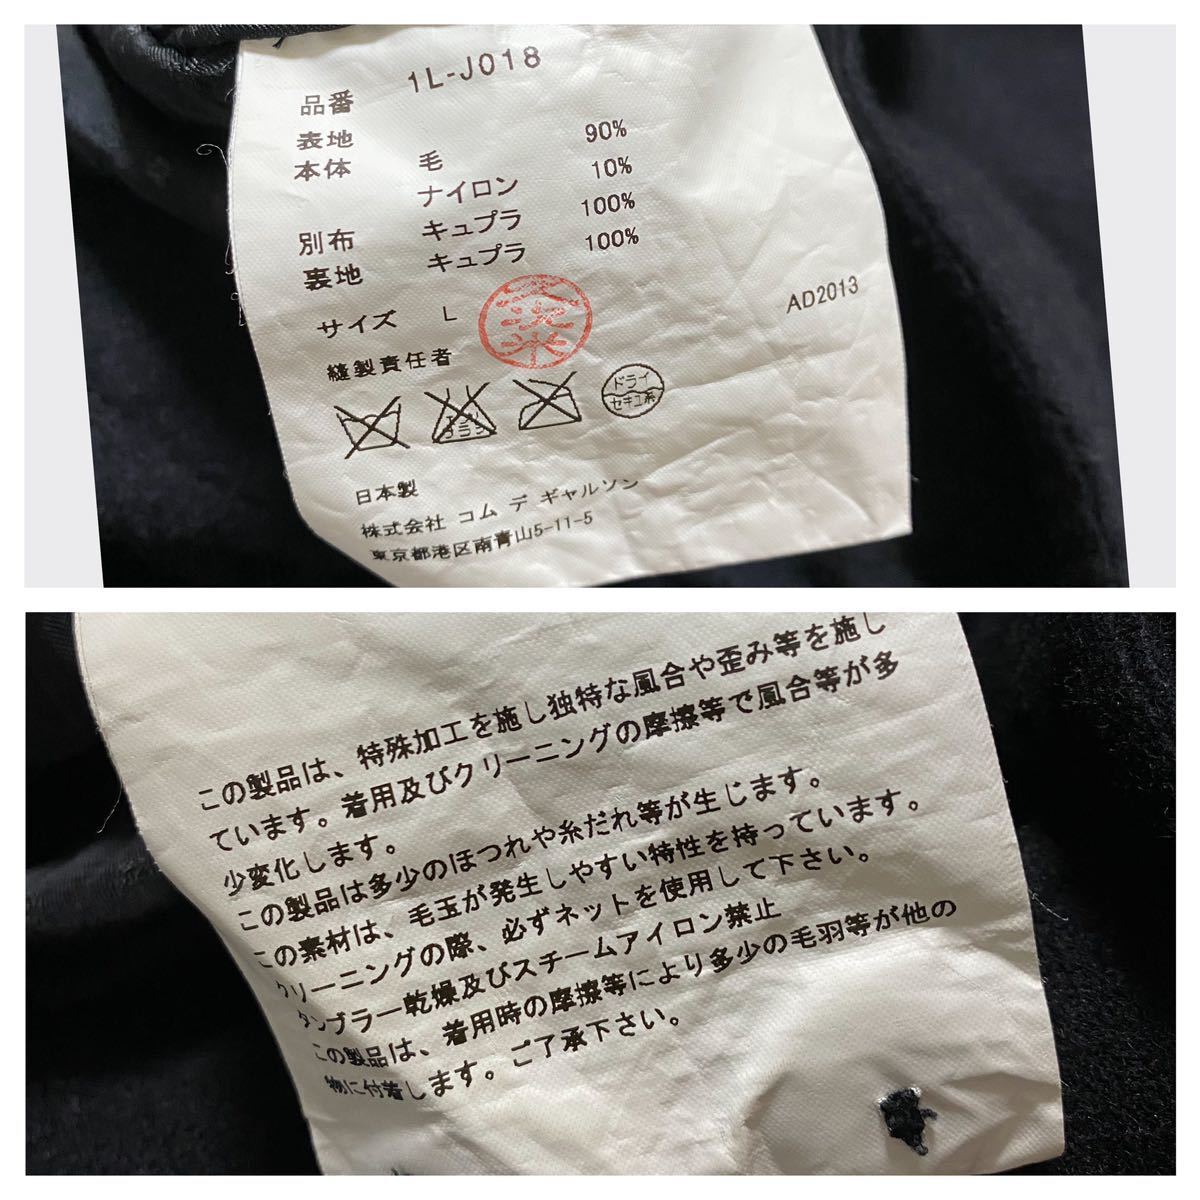 品番 1L-J018
表地
本体 毛 90%
ナイロン 10%
別布 キュプラ 100%
裏地 キュプラ 100%
サイズ L
AD2013
縫製責任者
ドライ
セキユ系
日本製
株式会社 コム デ ギャルソン
東京都港区南青山5-11-5
この製品は、特殊加工を施し独特な風合や歪み等を施し
ています。着用及びクリーニングの摩擦等で風合等が多
少変化します。
この製品は多少のほつれや糸だれ等が生じます。
この素材は、毛玉が発生しやすい特性を持っています。
クリーニングの際、必ずネットを使用して下さい。
タンブラー乾燥及びスチームアイロン禁止
この製品は、着用時の摩擦等により多少の毛羽等が他の
物に付着します。ご了承下さい。